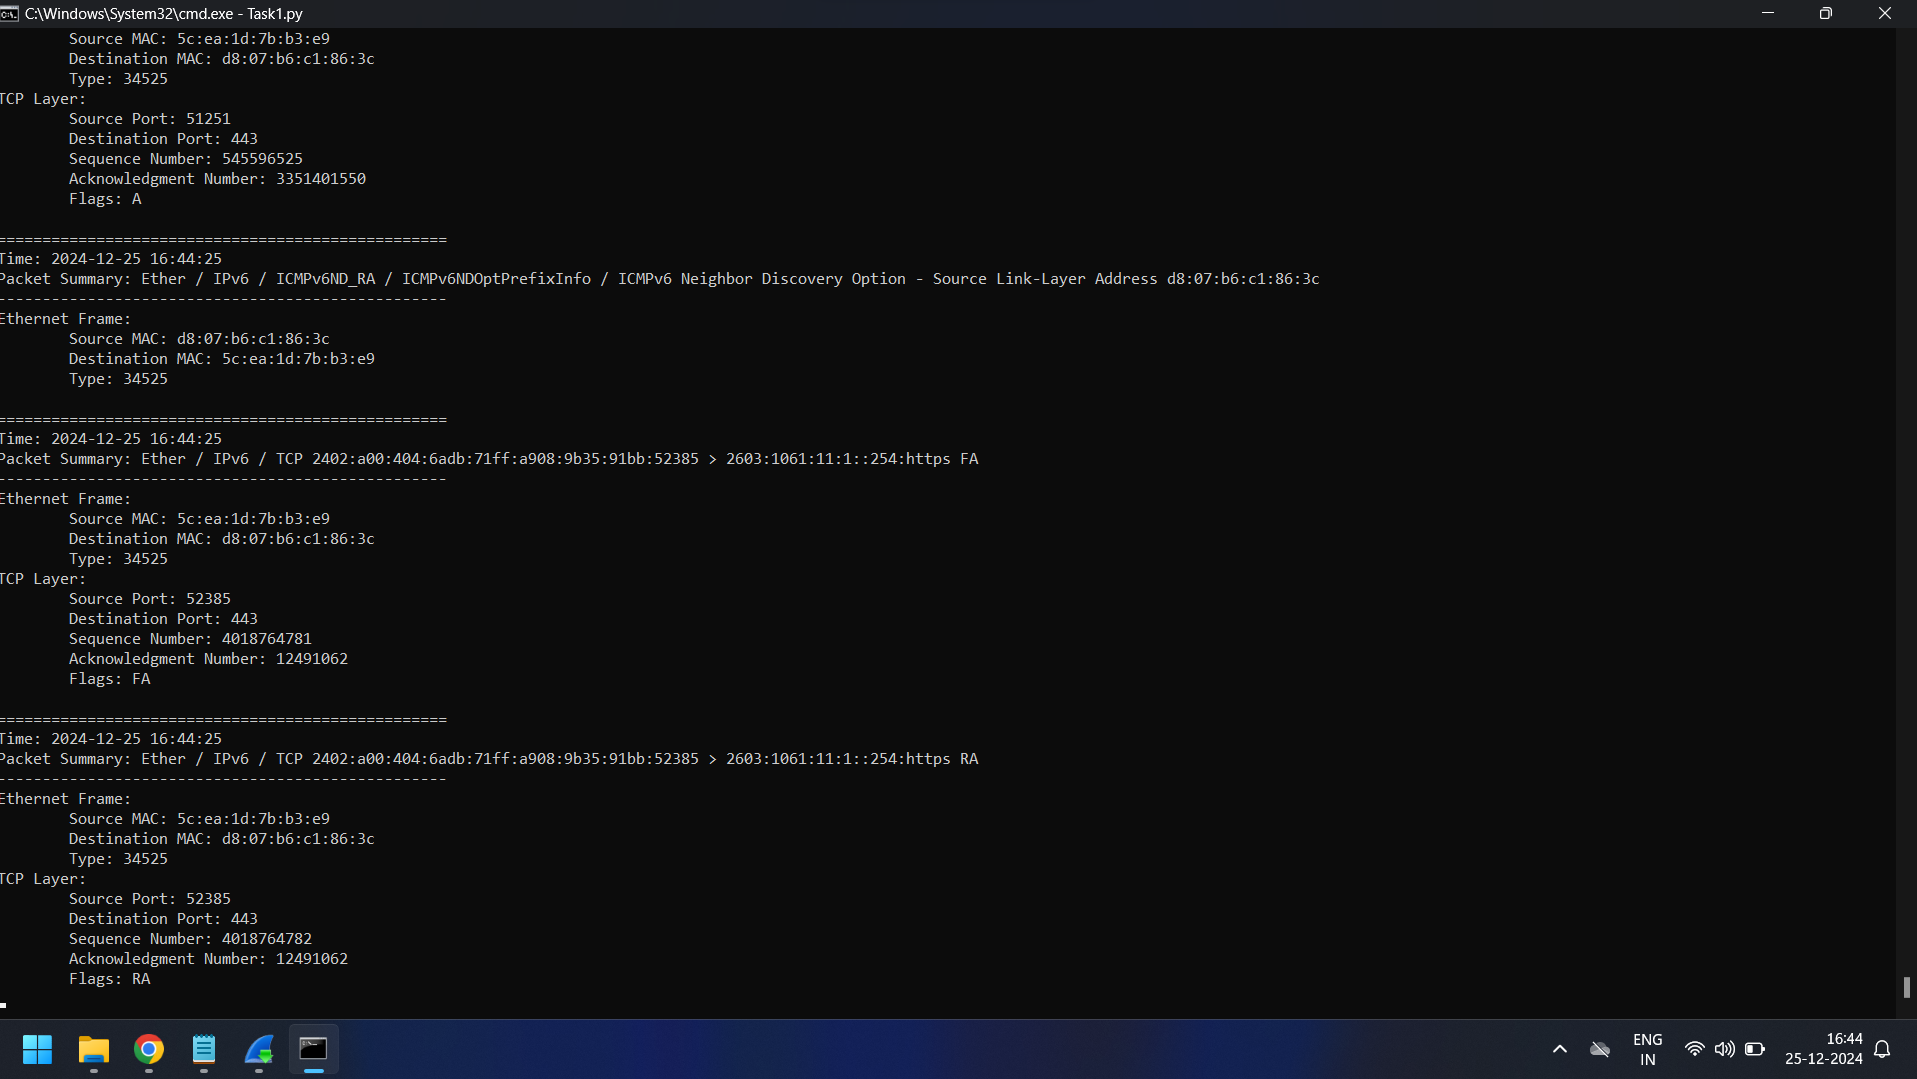 C:\Windows\System32\cmd.exe - Task1.py
Source MAC: 5c:ea:1d:7b:b3:e9
Destination MAC: d8:07:b6:c1:86:3c
Type: 34525
TCP Layer:
Source Port: 51251
Destination Port: 443
Sequence Number: 545596525
Acknowledgment Number: 3351401550
Flags: A
==================================================
Time: 2024-12-25 16:44:25
Packet Summary: Ether / IPv6 / ICMPv6ND_RA / ICMPv6NDOptPrefixInfo / ICMPv6 Neighbor Discovery Option - Source Link-Layer Address d8:07:b6:c1:86:3c
--------------------------------------------------
Ethernet Frame:
Source MAC: d8:07:b6:c1:86:3c
Destination MAC: 5c:ea:1d:7b:b3:e9
Type: 34525
==================================================
Time: 2024-12-25 16:44:25
Packet Summary: Ether / IPv6 / TCP 2402:a00:404:6adb:71ff:a908:9b35:91bb:52385 > 2603:1061:11:1::254:https FA
--------------------------------------------------
Ethernet Frame:
Source MAC: 5c:ea:1d:7b:b3:e9
Destination MAC: d8:07:b6:c1:86:3c
Type: 34525
TCP Layer:
Source Port: 52385
Destination Port: 443
Sequence Number: 4018764781
Acknowledgment Number: 12491062
Flags: FA
==================================================
Time: 2024-12-25 16:44:25
Packet Summary: Ether / IPv6 / TCP 2402:a00:404:6adb:71ff:a908:9b35:91bb:52385 > 2603:1061:11:1::254:https RA
--------------------------------------------------
Ethernet Frame:
Source MAC: 5c:ea:1d:7b:b3:e9
Destination MAC: d8:07:b6:c1:86:3c
Type: 34525
TCP Layer:
Source Port: 52385
Destination Port: 443
Sequence Number: 4018764782
Acknowledgment Number: 12491062
Flags: RA
ENG
IN
16:44
25-12-2024